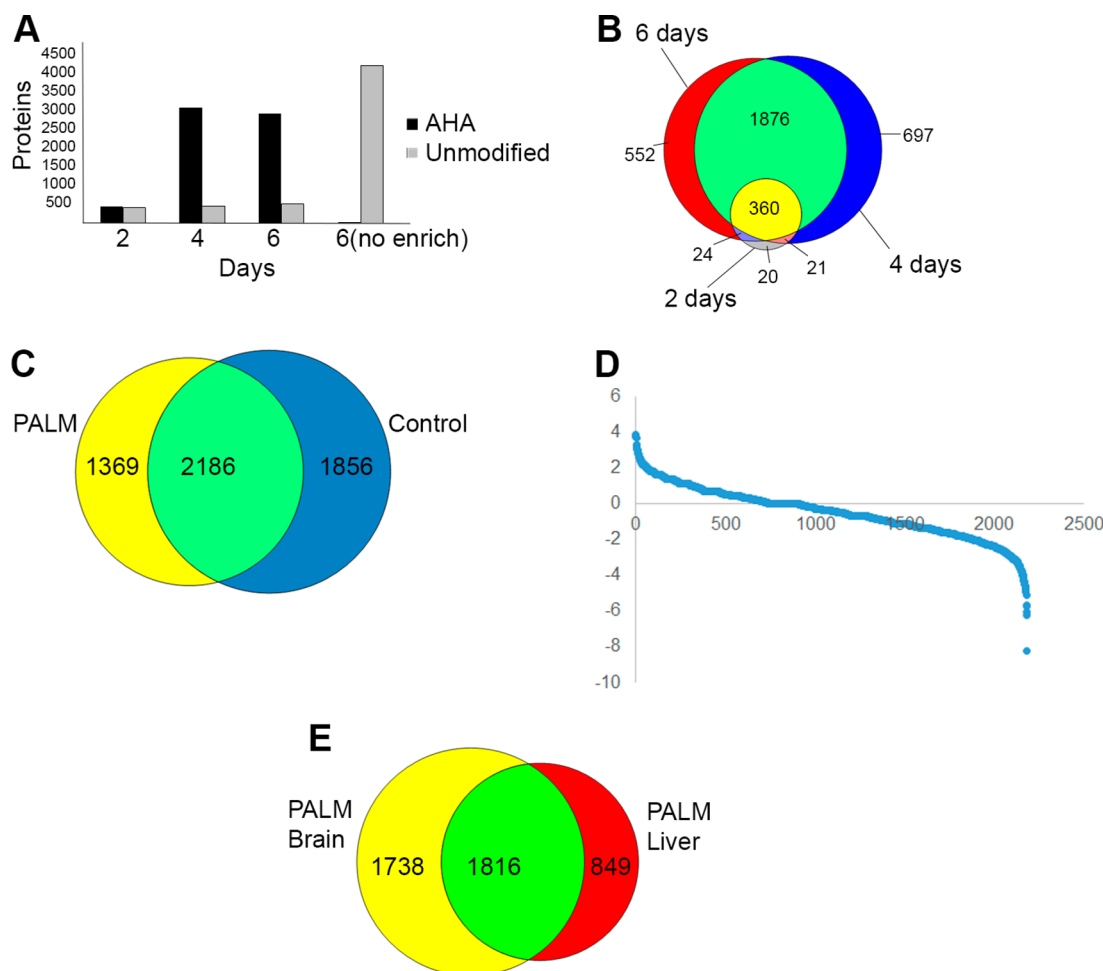 A
4500
4000
3500
3000
2500
2000
1500
1000
500
Proteins
AHA
Unmodified
2 4 6 6(no enrich)
Days
B
6 days
1876
697
552
360
24
20
21
2 days
4 days
C
PALM
Control
1369 2186 1856
D
6
4
2
0
0 500 1000 1500 2000 2500
-2
-4
-6
-8
-10
E
PALM
Brain
PALM
Liver
1738 1816 849